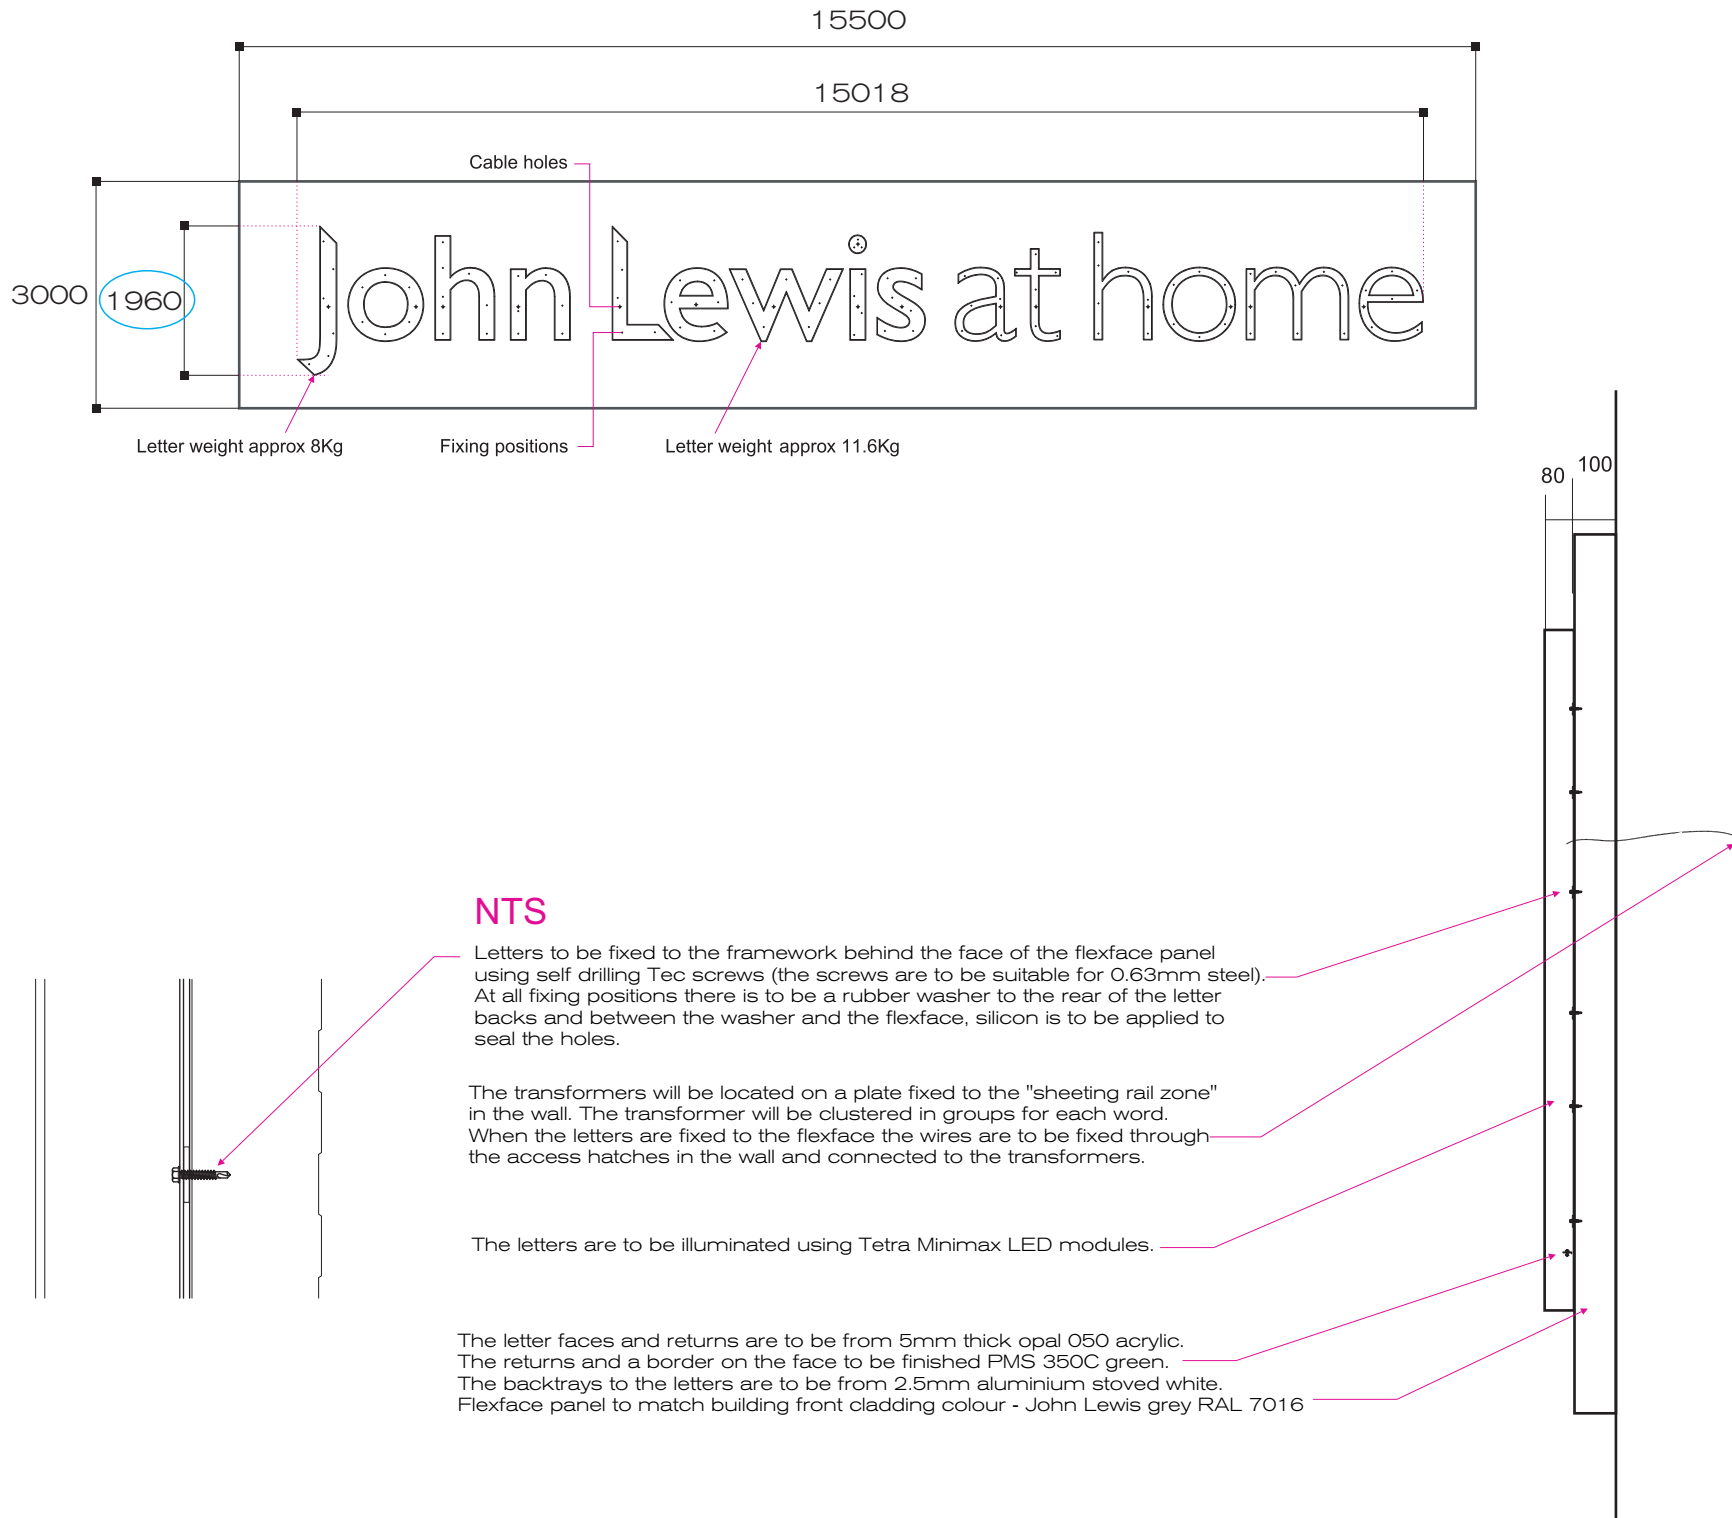 15500
15018
Cable holes
3000
1960
John Lewis at home
Letter weight approx 8Kg
Fixing positions
Letter weight approx 11.6Kg
80
100
NTS
Letters to be fixed to the framework behind the face of the flexface panel
using self drilling Tec screws (the screws are to be suitable for 0.63mm steel).
At all fixing positions there is to be a rubber washer to the rear of the letter
backs and between the washer and the flexface, silicon is to be applied to
seal the holes.
The transformers will be located on a plate fixed to the "sheeting rail zone"
in the wall. The transformer will be clustered in groups for each word.
When the letters are fixed to the flexface the wires are to be fixed through
the access hatches in the wall and connected to the transformers.
The letters are to be illuminated using Tetra Minimax LED modules.
The letter faces and returns are to be from 5mm thick opal 050 acrylic.
The returns and a border on the face to be finished PMS 350C green.
The backtrays to the letters are to be from 2.5mm aluminium stoved white.
Flexface panel to match building front cladding colour - John Lewis grey RAL 7016